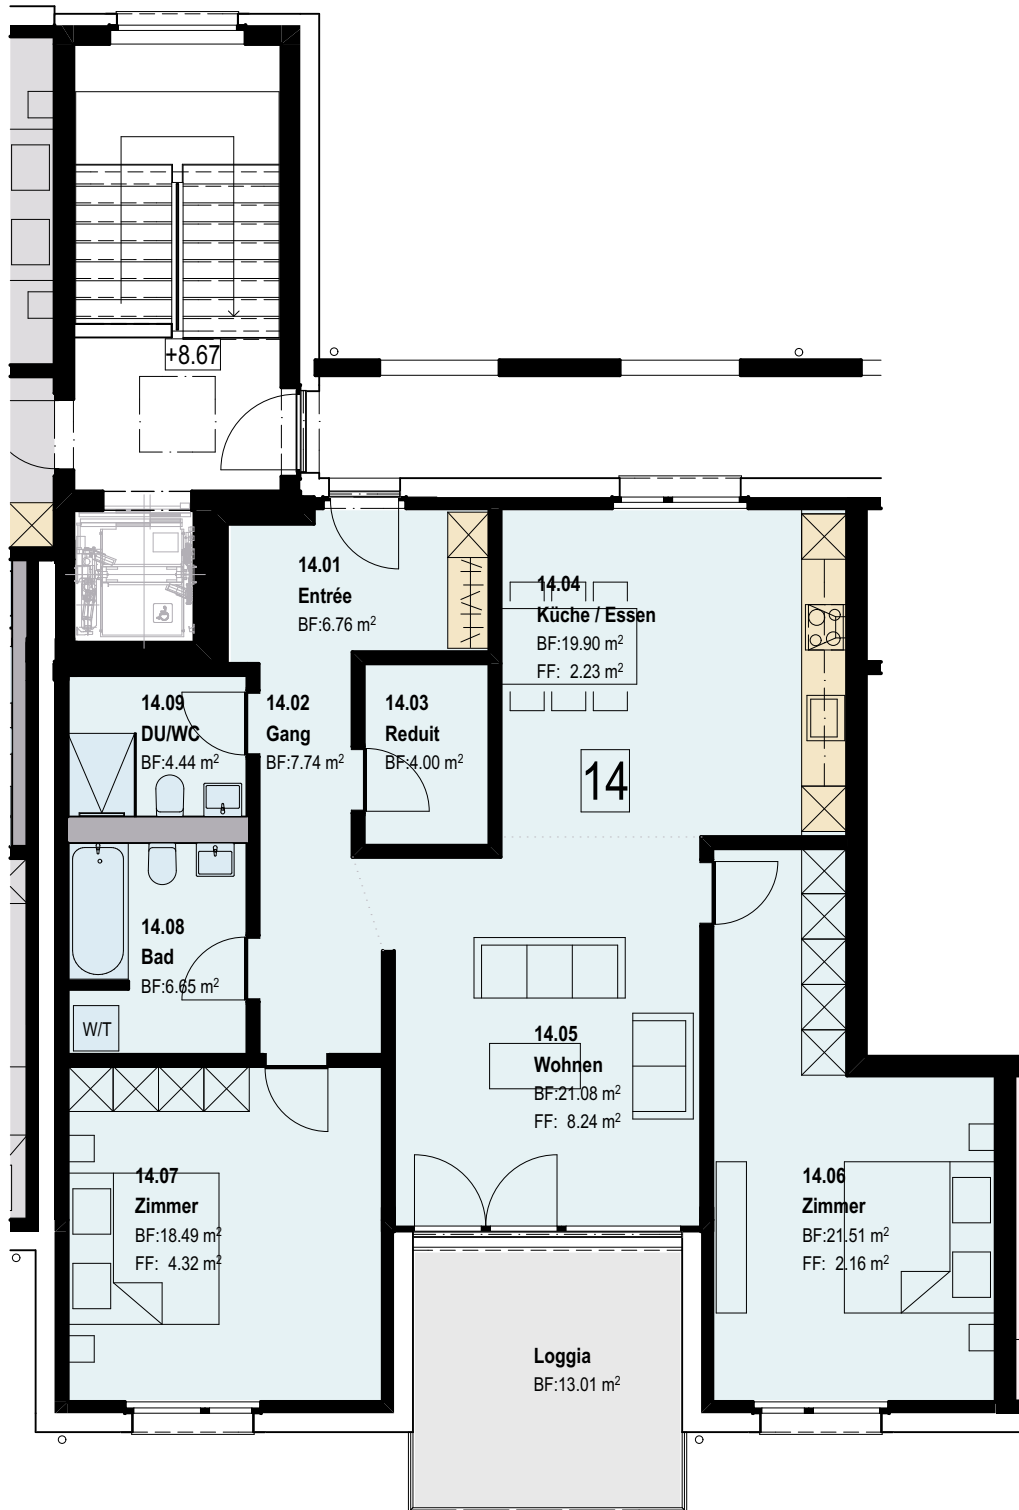 +8.67
14.01
Entrée
BF:6.76 m²
14.04
Küche / Essen
BF:19.90 m²
FF: 2.23 m²
14.09
DU/WC
BF:4.44 m²
14.02
Gang
BF:7.74 m²
14.03
Reduit
BF:4.00 m²
14
14.08
Bad
BF:6.65 m²
W/T
14.05
Wohnen
BF:21.08 m²
FF: 8.24 m²
14.07
Zimmer
BF:18.49 m²
FF: 4.32 m²
14.06
Zimmer
BF:21.51 m²
FF: 2.16 m²
Loggia
BF:13.01 m²